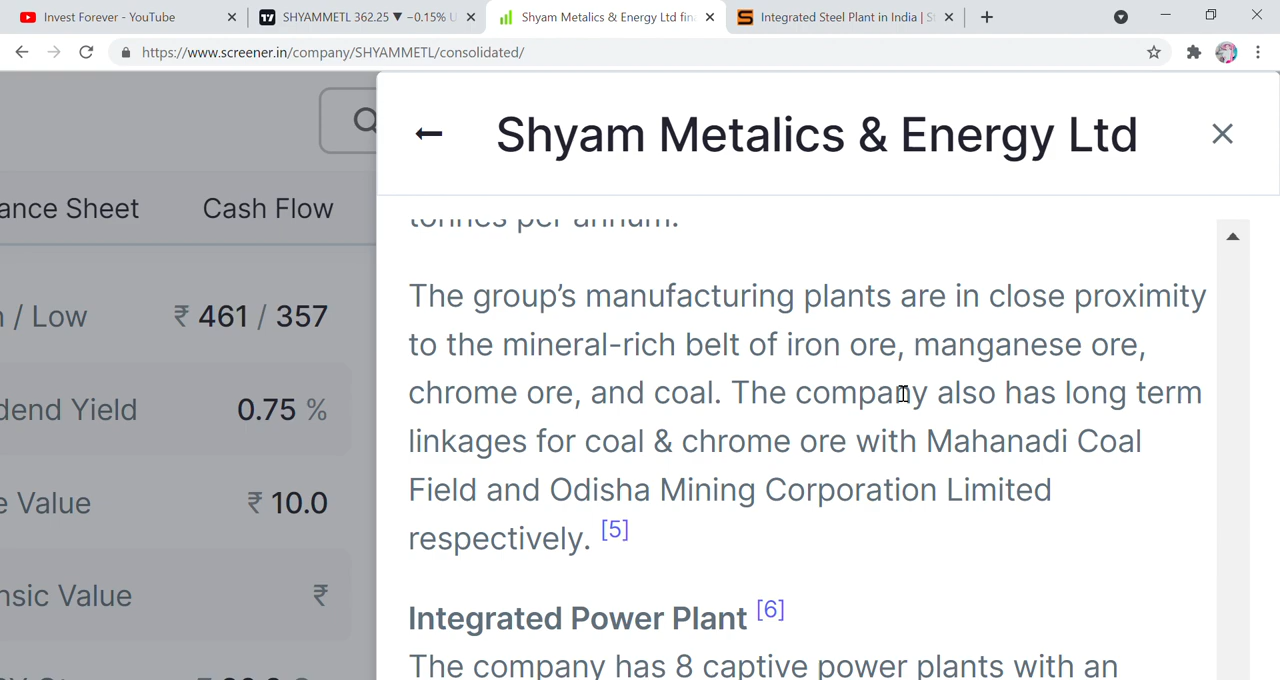 Invest Forever - YouTube
SHYAMMETL 362.25 ▼ −0.15% U
Shyam Metalics & Energy Ltd fin
Integrated Steel Plant in India | S
https://www.screener.in/company/SHYAMMETL/consolidated/
Shyam Metalics & Energy Ltd
ance Sheet Cash Flow
/ Low ₹ 461 / 357
dend Yield 0.75 %
e Value ₹ 10.0
nsic Value ₹
tonnes per annum.
The group’s manufacturing plants are in close proximity
to the mineral-rich belt of iron ore, manganese ore,
chrome ore, and coal. The company also has long term
linkages for coal & chrome ore with Mahanadi Coal
Field and Odisha Mining Corporation Limited
respectively. [5]
Integrated Power Plant [6]
The company has 8 captive power plants with an